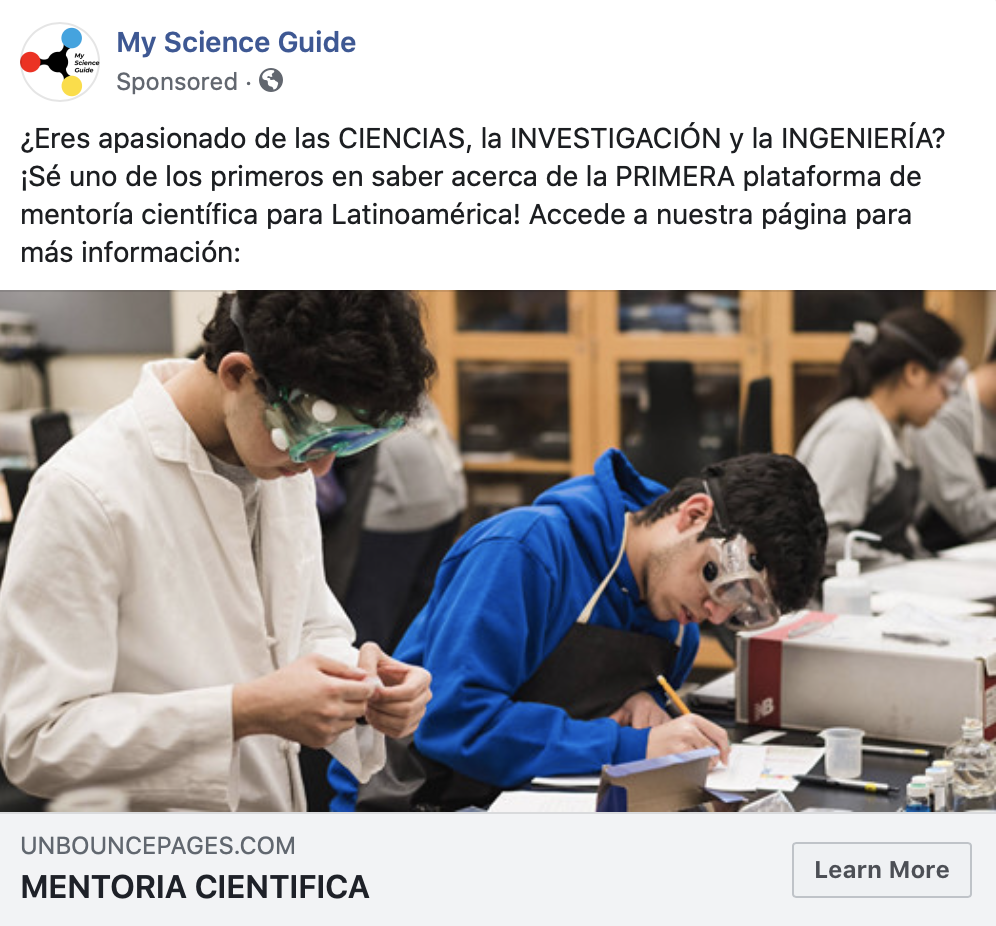 My Science Guide
My
Science
Guide
Sponsored ·
¿Eres apasionado de las CIENCIAS, la INVESTIGACIÓN y la INGENIERÍA?
¡Sé uno de los primeros en saber acerca de la PRIMERA plataforma de
mentoría científica para Latinoamérica! Accede a nuestra página para
más información:
NB
UNBOUNCEPAGES.COM
MENTORIA CIENTIFICA
Learn More